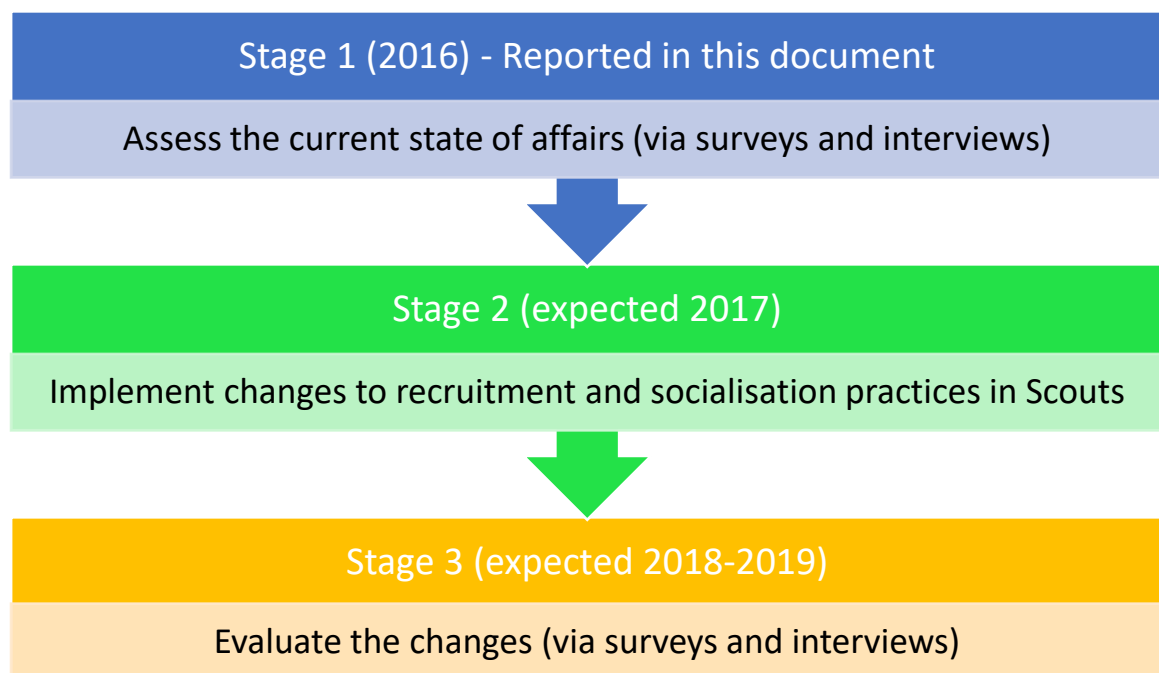 Stage 1 (2016) - Reported in this document
Assess the current state of affairs (via surveys and interviews)
Stage 2 (expected 2017)
Implement changes to recruitment and socialisation practices in Scouts
Stage 3 (expected 2018-2019)
Evaluate the changes (via surveys and interviews)